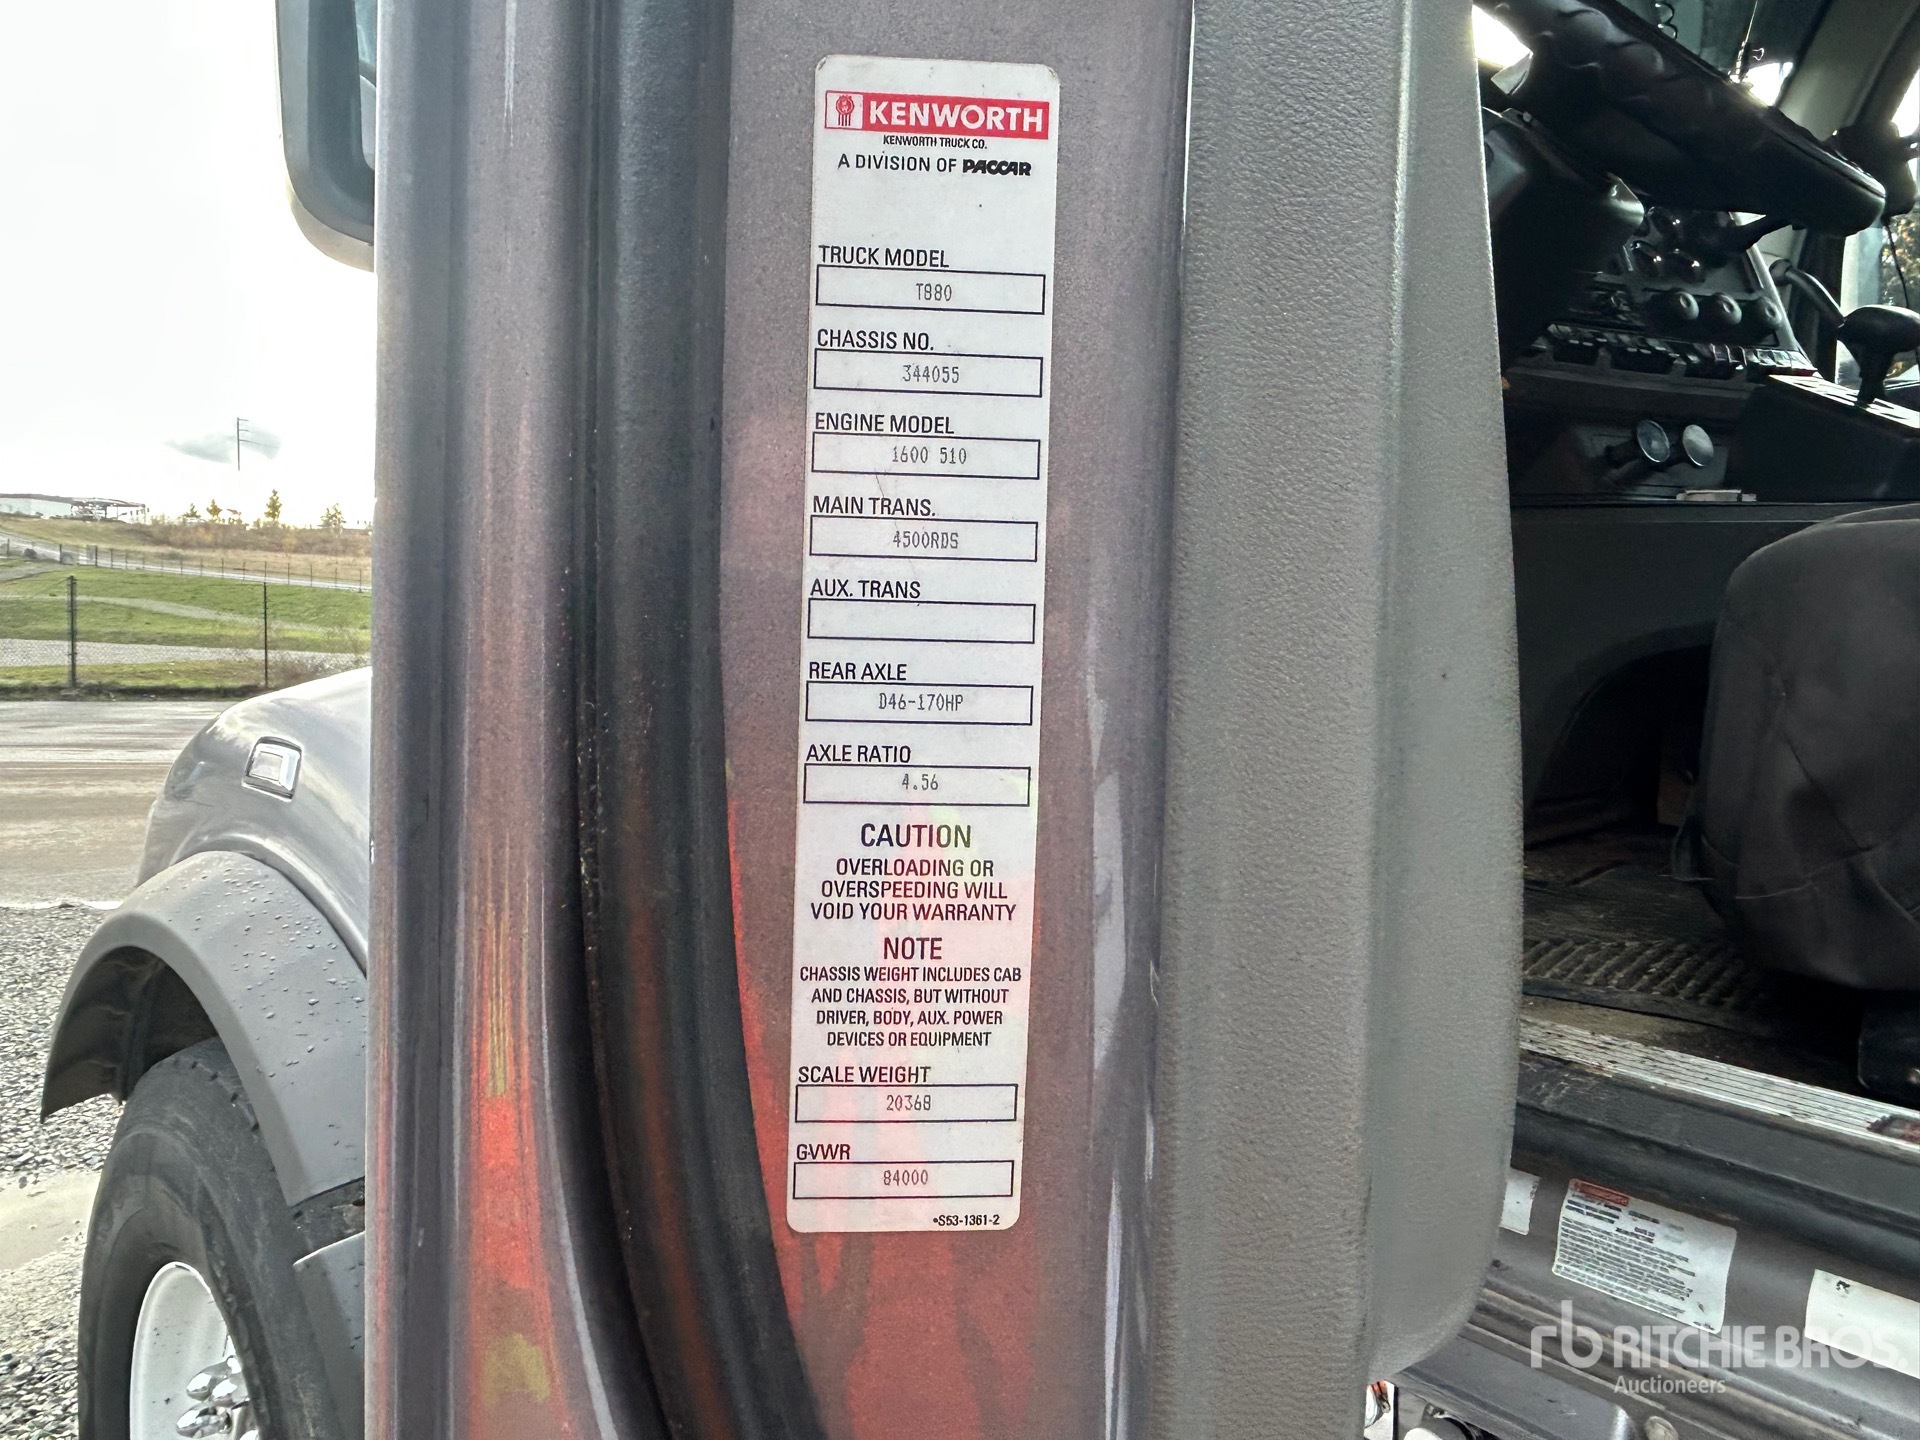 KENWORTH
KENWORTH TRUCK CO.
A DIVISION OF PACCAR
TRUCK MODEL
T880
CHASSIS NO.
344055
ENGINE MODEL
1600 510
MAIN TRANS.
4500RDS
AUX. TRANS
REAR AXLE
D46-170HP
AXLE RATIO
4.56
CAUTION
OVERLOADING OR
OVERSPEEDING WILL
VOID YOUR WARRANTY
NOTE
CHASSIS WEIGHT INCLUDES CAB
AND CHASSIS, BUT WITHOUT
DRIVER, BODY, AUX. POWER
DEVICES OR EQUIPMENT
SCALE WEIGHT
20368
GVWR
84000
•S53-1361-2
KENWORTH
rb RITCHIE BROS.
Auctioneers